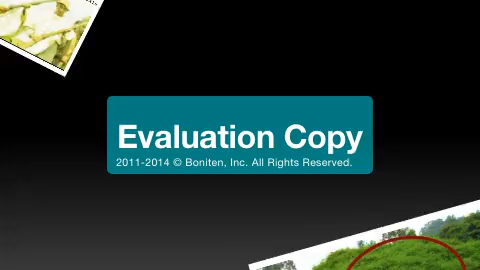 Evaluation Copy
2011-2014 © Boniten, Inc. All Rights Reserved.